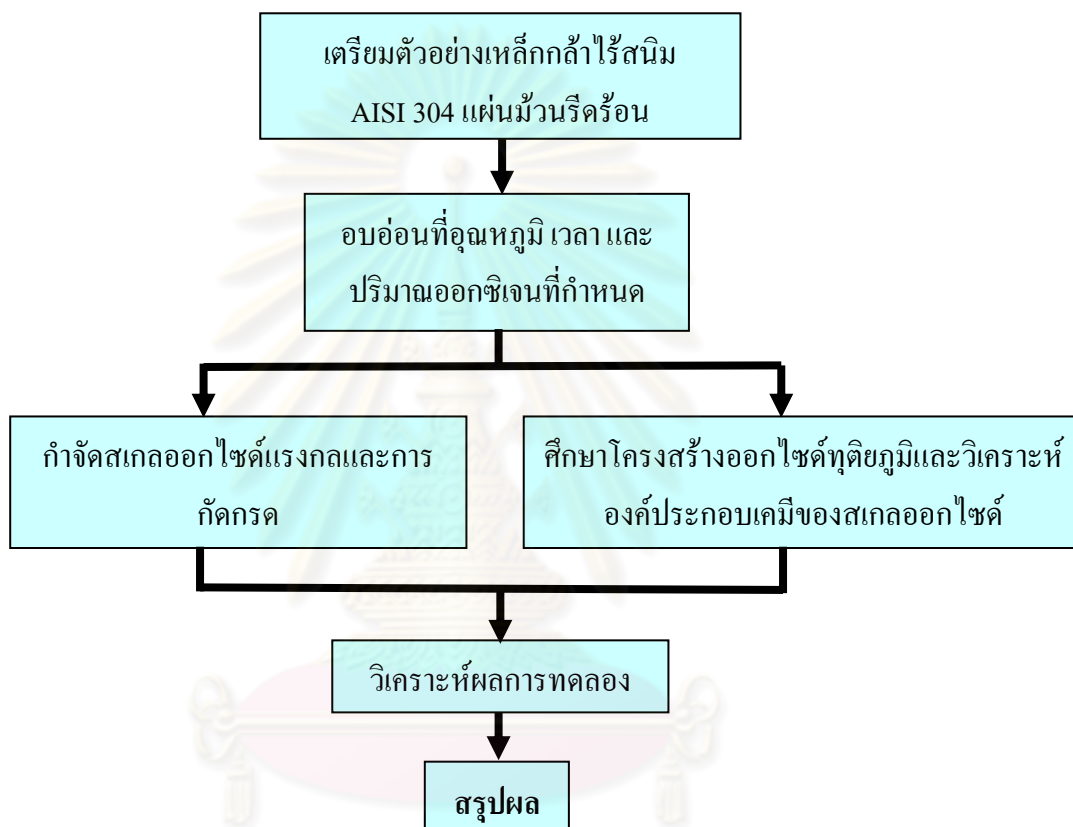 เตรียมตัวอย่างเหล็กกล้าไร้สนิม
AISI 304 แผ่นม้วนรีดร้อน
อบอ่อนที่อุณหภูมิ เวลา และ
ปริมาณออกซิเจนที่กำหนด
กำจัดสเกลออกไซด์แรงกลและการ
กัดกรด
ศึกษาโครงสร้างออกไซด์ทุติยภูมิและวิเคราะห์
องค์ประกอบเคมีของสเกลออกไซด์
วิเคราะห์ผลการทดลอง
สรุปผล